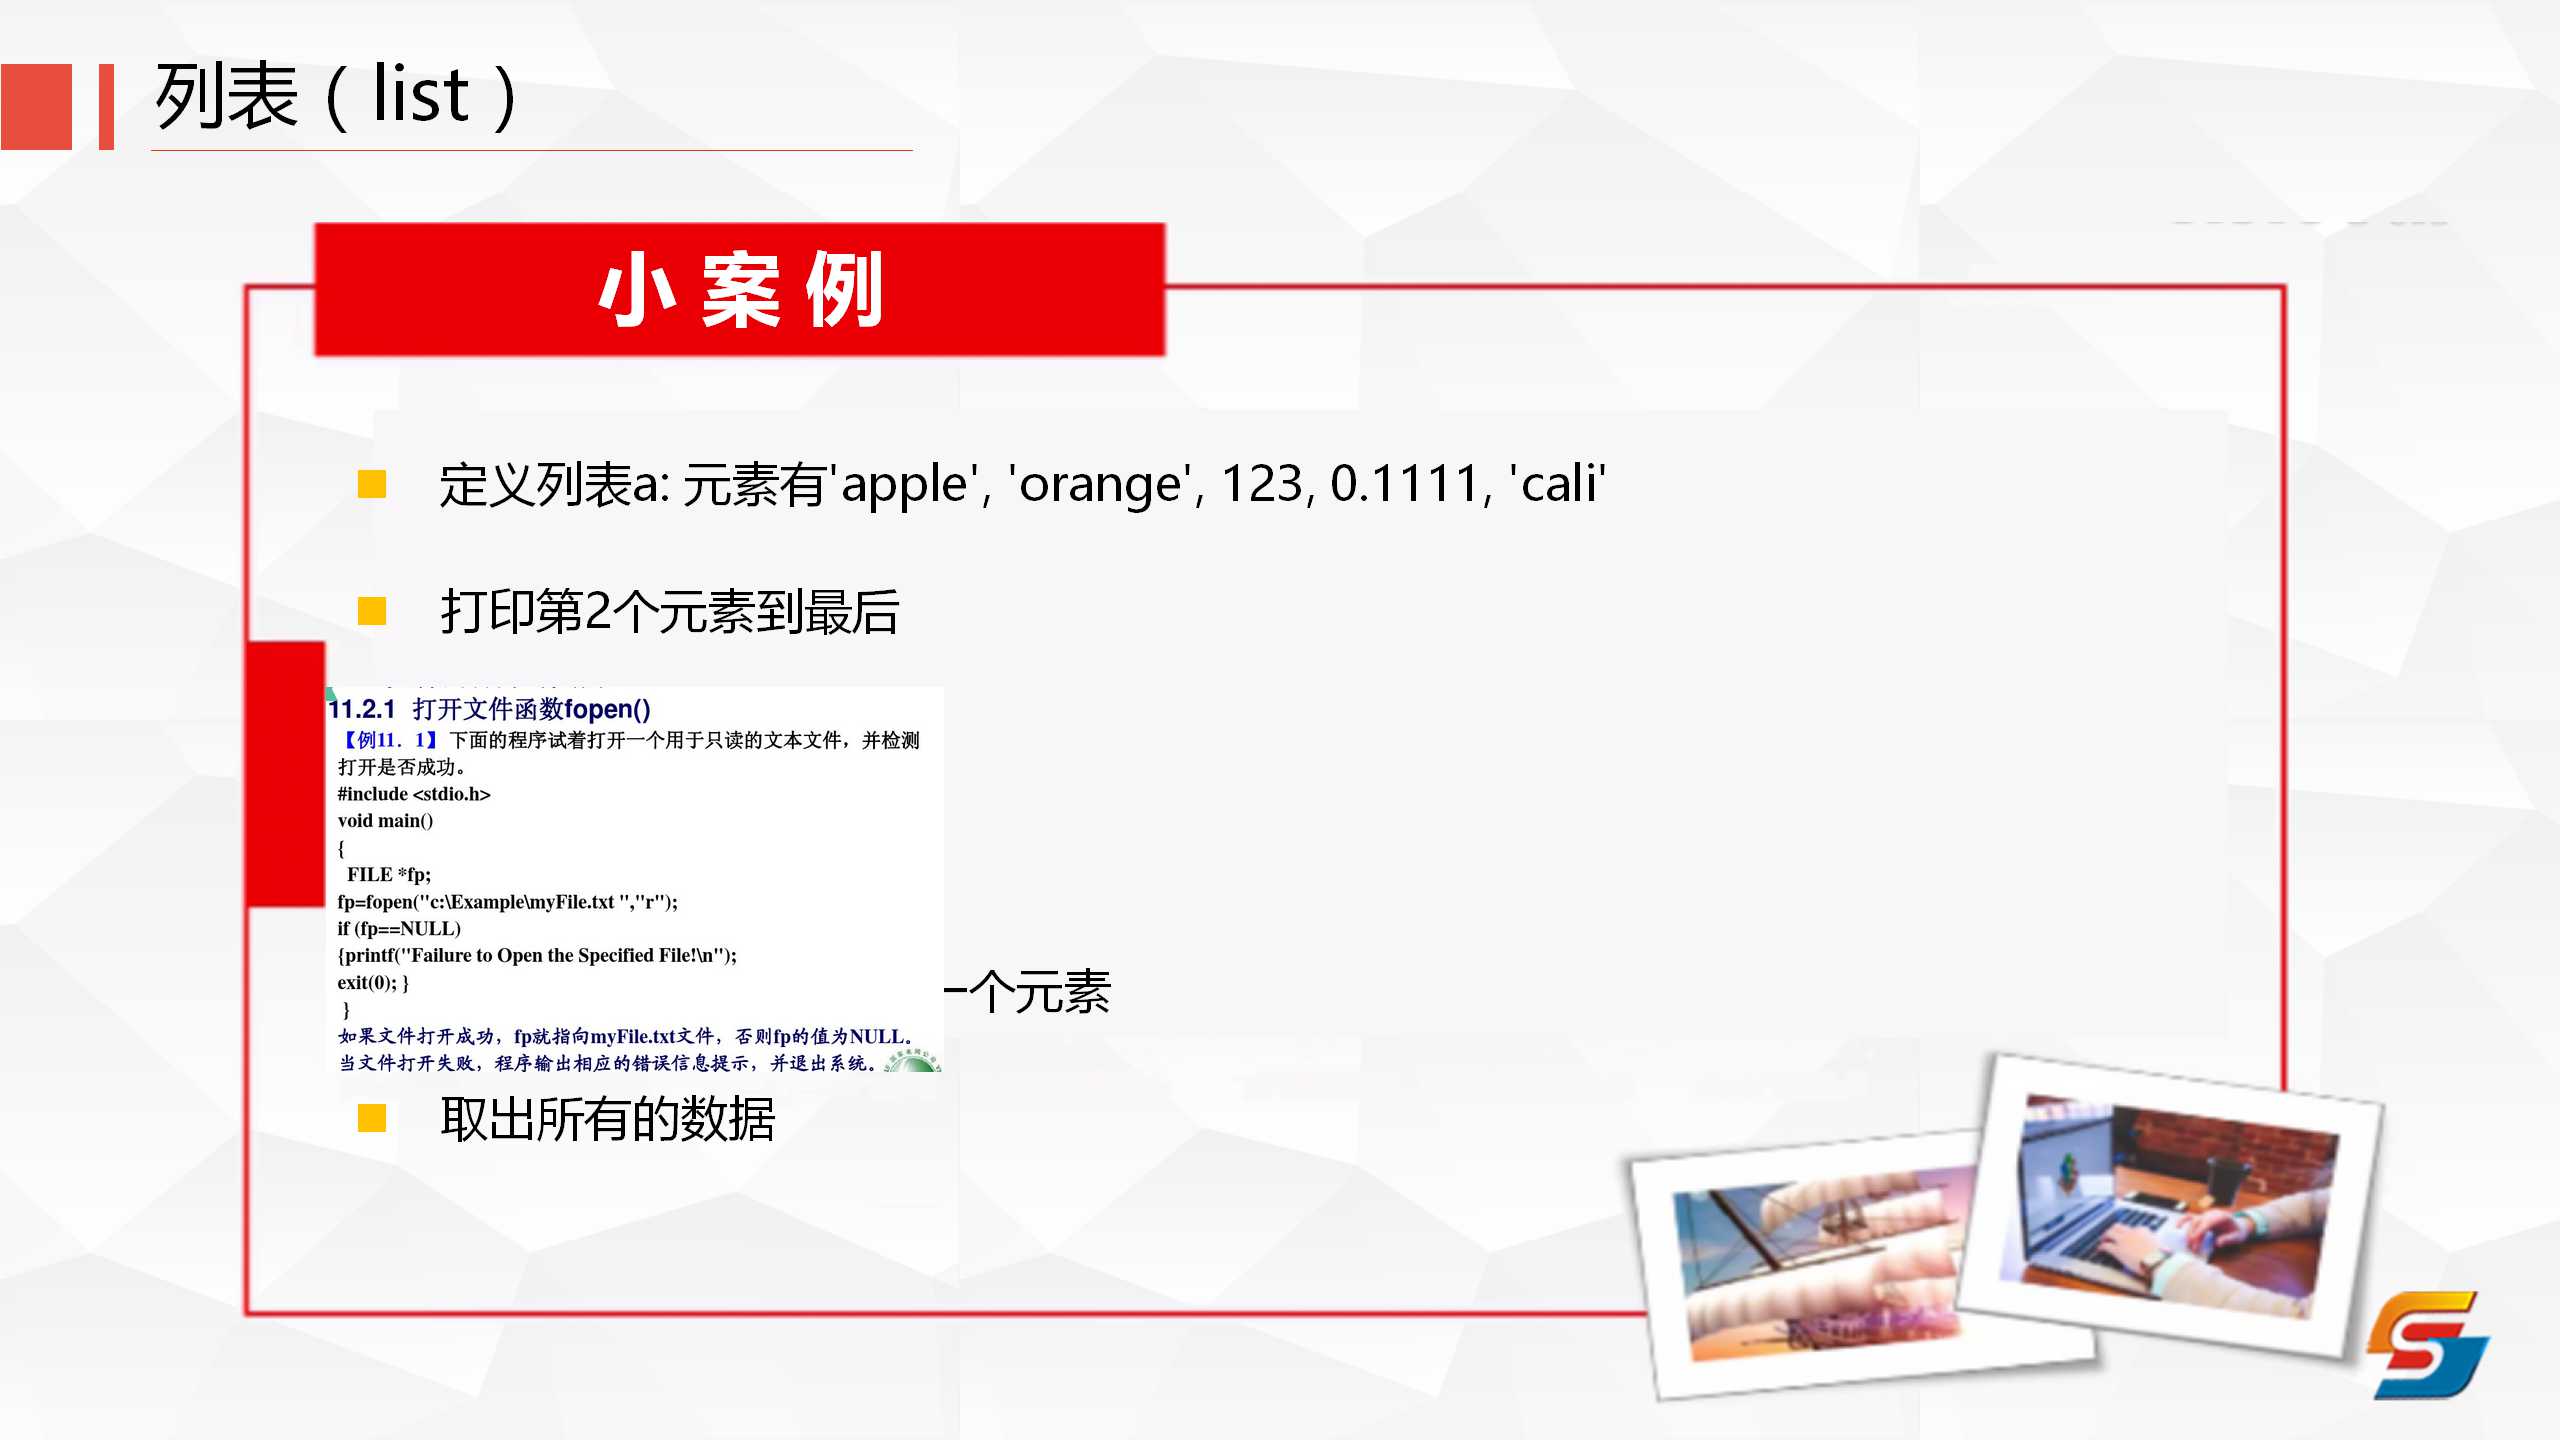 列表（list）
小案例
定义列表a: 元素有'apple', 'orange', 123, 0.1111, 'cali'
打印第2个元素到最后
11.2.1 打开文件函数fopen()
【例11．1】下面的程序试着打开一个用于只读的文本文件，并检测
打开是否成功。
#include <stdio.h>
void main()
{
FILE *fp;
fp=fopen("c:\Example\myFile.txt ","r");
if (fp==NULL)
{printf("Failure to Open the Specified File!\n");
exit(0); }
}
如果文件打开成功，fp就指向myFile.txt文件，否则fp的值为NULL。
当文件打开失败，程序输出相应的错误信息提示，并退出系统。
一个元素
取出所有的数据